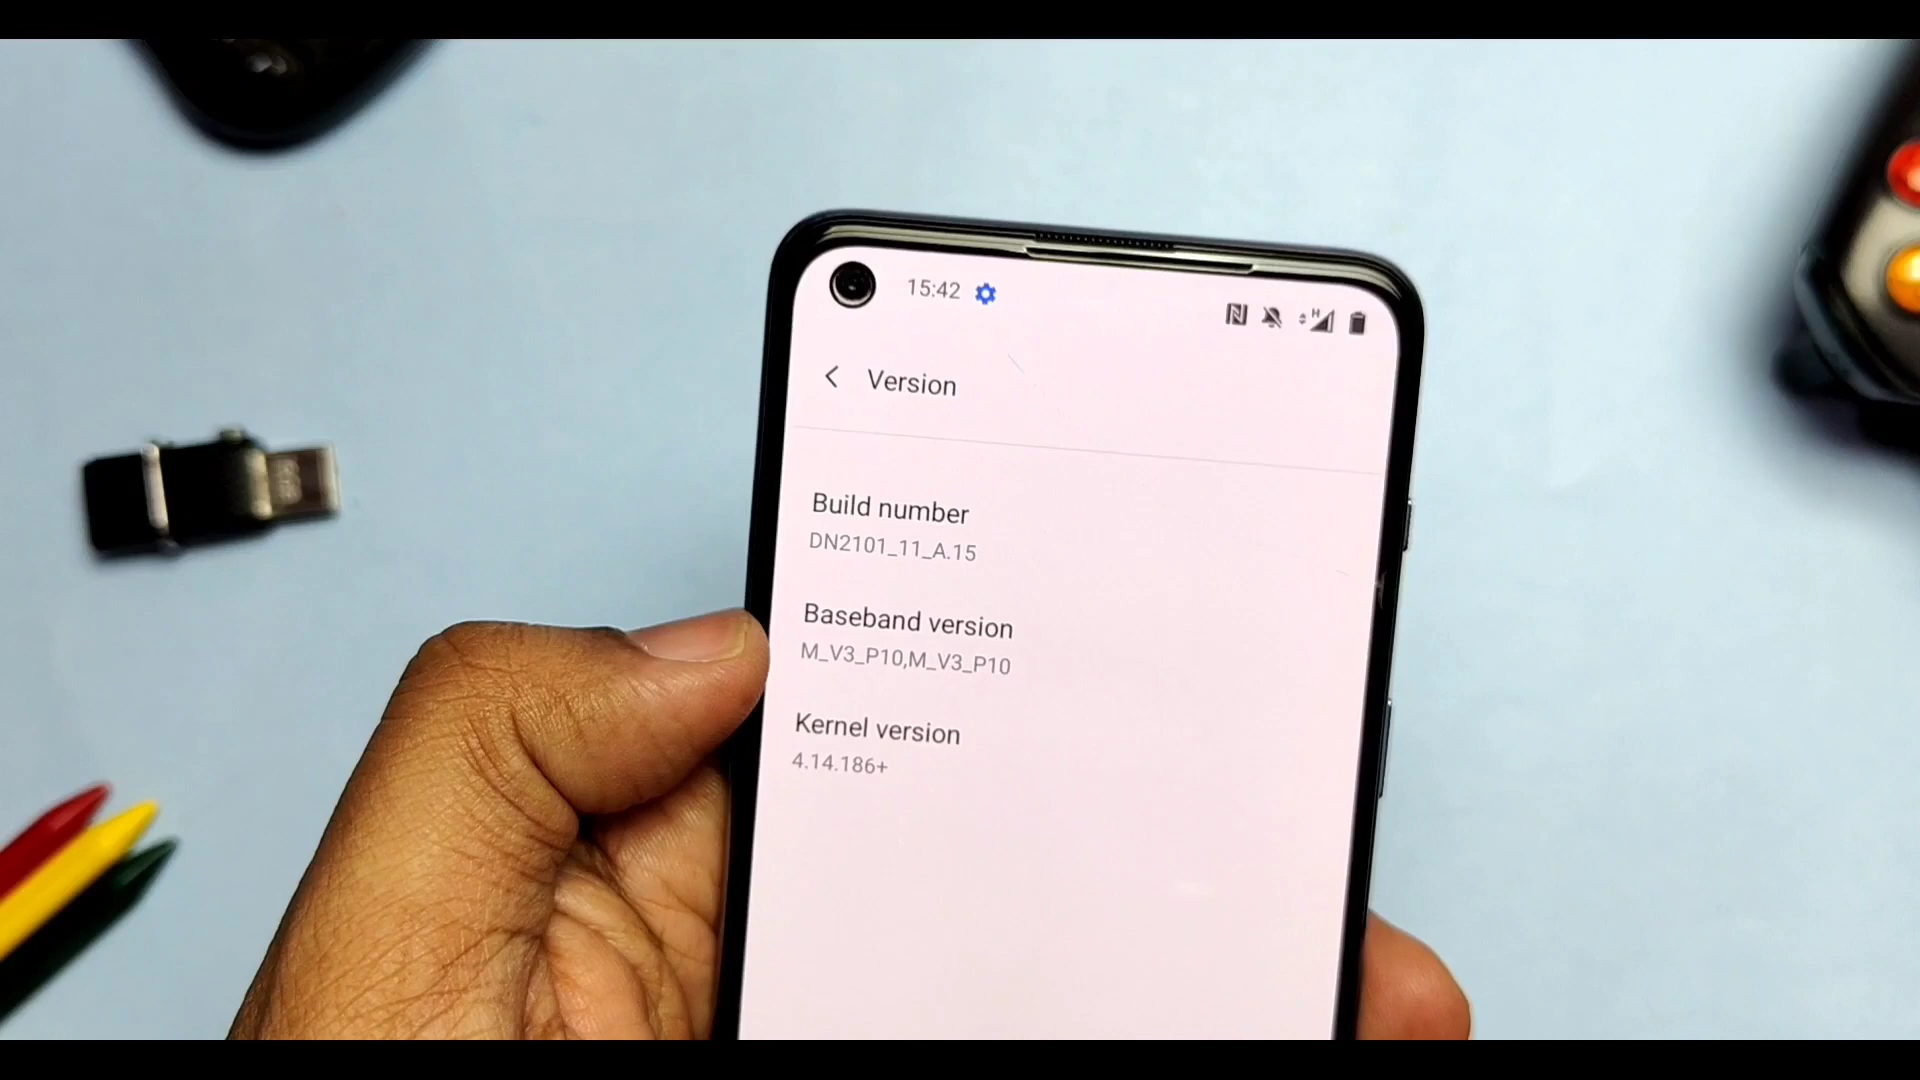 15:42
H
Version
Build number
DN2101_11_A.15
Baseband version
M_V3_P10,M_V3_P10
Kernel version
4.14.186+